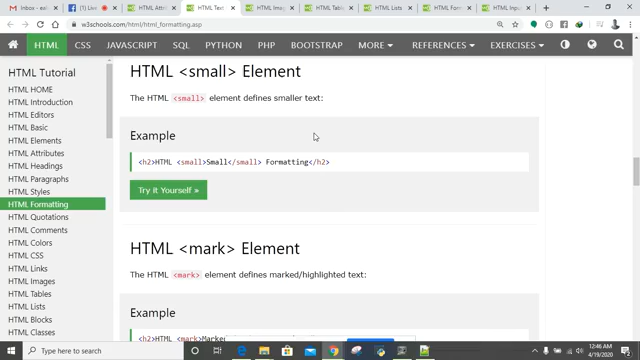 Inbox - eal
(1) Live
HTML Attri
HTML Text
HTML Imag
HTML Table
HTML Lists
HTML Form
HTML Inpu
w3schools.com/html/html_formatting.asp
HTML CSS JAVASCRIPT SQL PYTHON PHP BOOTSTRAP MORE REFERENCES EXERCISES
HTML Tutorial
HTML HOME
HTML Introduction
HTML Editors
HTML Basic
HTML Elements
HTML Attributes
HTML Headings
HTML Paragraphs
HTML Styles
HTML Formatting
HTML Quotations
HTML Comments
HTML Colors
HTML CSS
HTML Links
HTML Images
HTML Tables
HTML Lists
HTML Blocks
HTML Classes
HTML <small> Element
The HTML <small> element defines smaller text:
Example
<h2>HTML <small>Small</small> Formatting</h2>
Try it Yourself »
HTML <mark> Element
The HTML <mark> element defines marked/highlighted text:
Example
<h2>HTML <mark>Marke
Type here to search
12:46 AM
4/19/2020